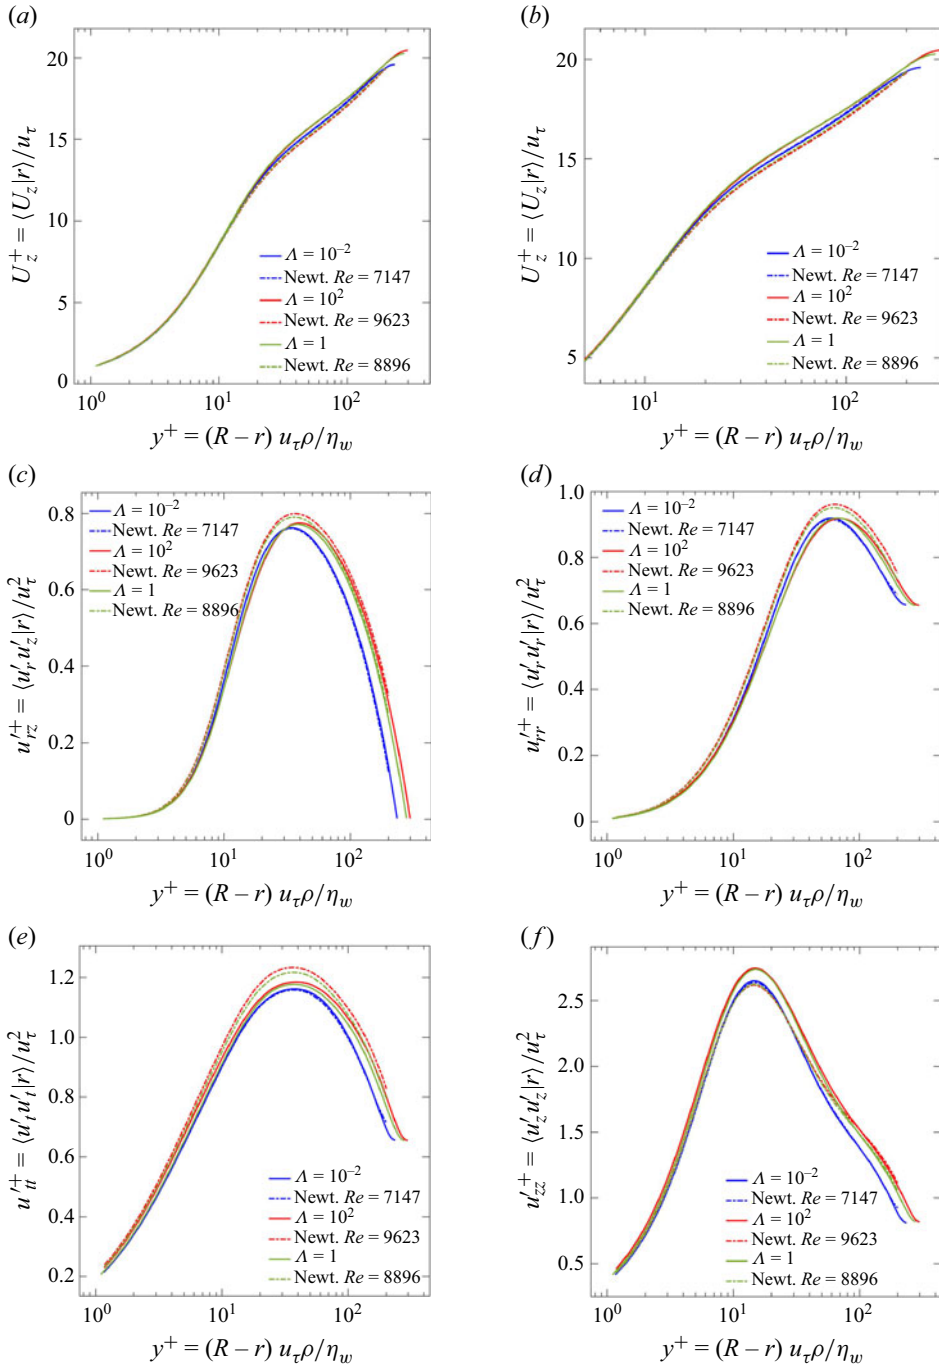 (a)
20
15
10
5
0
U_z^+ = ⟨U_z|r⟩/u_τ
Λ = 10^−2
Newt. Re = 7147
Λ = 10^2
Newt. Re = 9623
Λ = 1
Newt. Re = 8896
10^0 10^1 10^2
y^+ = (R – r) u_τρ/η_w
(b)
20
15
10
5
U_z^+ = ⟨U_z|r⟩/u_τ
Λ = 10^−2
Newt. Re = 7147
Λ = 10^2
Newt. Re = 9623
Λ = 1
Newt. Re = 8896
10^1 10^2
y^+ = (R – r) u_τρ/η_w
(c)
0.8
0.6
0.4
0.2
0
u′_rz^+ = ⟨u′_r u′_z|r⟩/u_τ^2
Λ = 10^−2
Newt. Re = 7147
Λ = 10^2
Newt. Re = 9623
Λ = 1
Newt. Re = 8896
10^0 10^1 10^2
y^+ = (R – r) u_τρ/η_w
(d)
1.0
0.8
0.6
0.4
0.2
0
u′_rr^+ = ⟨u′_r u′_r|r⟩/u_τ^2
Λ = 10^−2
Newt. Re = 7147
Λ = 10^2
Newt. Re = 9623
Λ = 1
Newt. Re = 8896
10^0 10^1 10^2
y^+ = (R – r) u_τρ/η_w
(e)
1.2
1.0
0.8
0.6
0.4
0.2
u′_tt^+ = ⟨u′_t u′_t|r⟩/u_τ^2
Λ = 10^−2
Newt. Re = 7147
Λ = 10^2
Newt. Re = 9623
Λ = 1
Newt. Re = 8896
10^0 10^1 10^2
y^+ = (R – r) u_τρ/η_w
(f)
2.5
2.0
1.5
1.0
0.5
u′_zz^+ = ⟨u′_z u′_z|r⟩/u_τ^2
Λ = 10^−2
Newt. Re = 7147
Λ = 10^2
Newt. Re = 9623
Λ = 1
Newt. Re = 8896
10^0 10^1 10^2
y^+ = (R – r) u_τρ/η_w